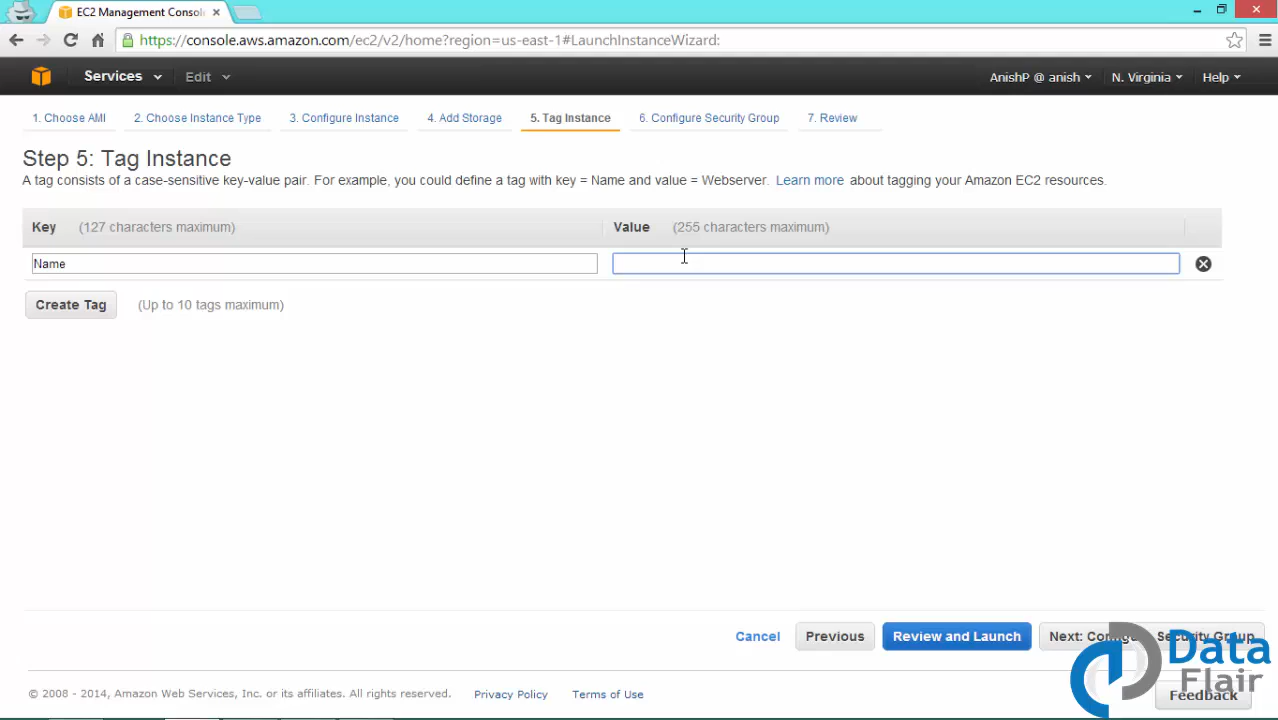 EC2 Management Consol
https://console.aws.amazon.com/ec2/v2/home?region=us-east-1#LaunchInstanceWizard:
Services Edit AnishP @ anish N. Virginia Help
1. Choose AMI 2. Choose Instance Type 3. Configure Instance 4. Add Storage 5. Tag Instance 6. Configure Security Group 7. Review
Step 5: Tag Instance
A tag consists of a case-sensitive key-value pair. For example, you could define a tag with key = Name and value = Webserver. Learn more about tagging your Amazon EC2 resources.
Key (127 characters maximum) Value (255 characters maximum)
Name
Create Tag (Up to 10 tags maximum)
Cancel Previous Review and Launch Next: Security Group
Data
Flair
© 2008 - 2014, Amazon Web Services, Inc. or its affiliates. All rights reserved. Privacy Policy Terms of Use Feedback